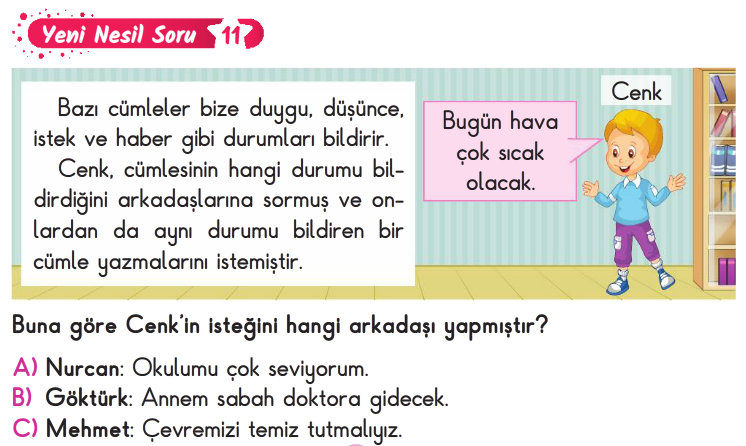 Yeni Nesil Soru 11
Bazı cümleler bize duygu, düşünce,
istek ve haber gibi durumları bildirir.
Cenk, cümlesinin hangi durumu bil-
dirdiğini arkadaşlarına sormuş ve on-
lardan da aynı durumu bildiren bir
cümle yazmalarını istemiştir.
Bugün hava
çok sıcak
olacak.
Cenk
Buna göre Cenk'in isteğini hangi arkadaşı yapmıştır?
A) Nurcan: Okulumu çok seviyorum.
B) Göktürk: Annem sabah doktora gidecek.
C) Mehmet: Çevremizi temiz tutmalıyız.